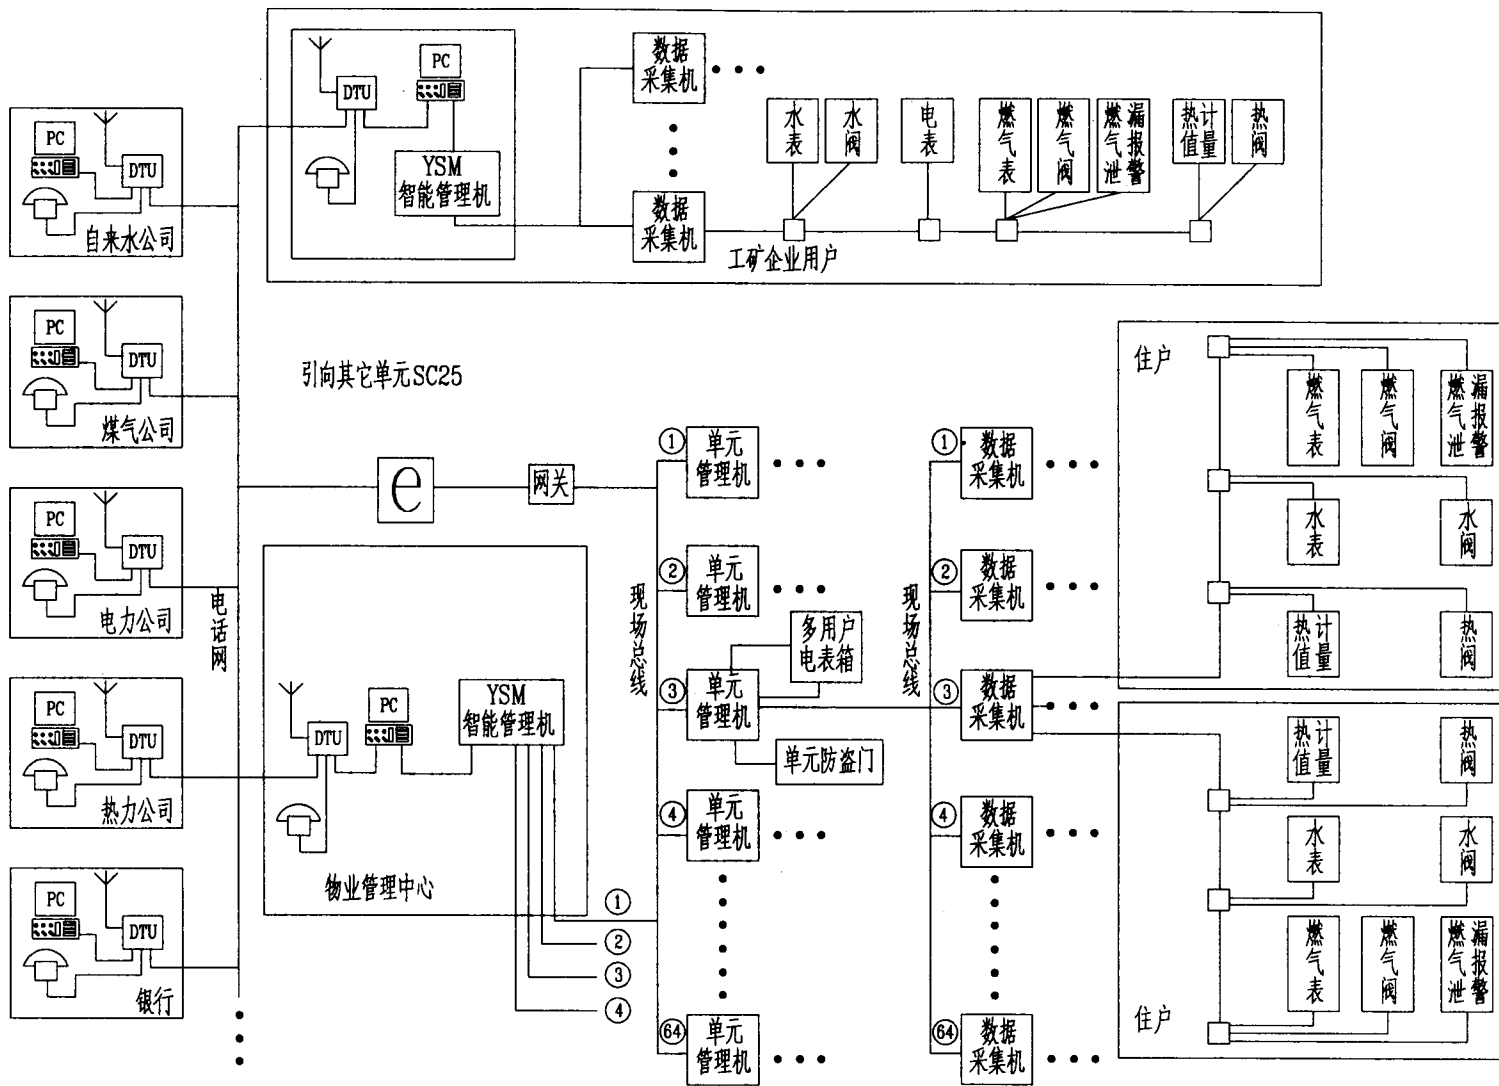 PC
DTU
自来水公司
PC
DTU
煤气公司
PC
DTU
电力公司
PC
DTU
热力公司
PC
DTU
银行
电话网
PC
DTU
YSM
智能管理机
数据
采集机
数据
采集机
水表
水阀
电表
燃气表
燃气阀
燃气泄
漏报警
热值
计量
热阀
工矿企业用户
引向其它单元SC25
e
网关
PC
DTU
YSM
智能管理机
物业管理中心
1
2
3
4
现场总线
1
单元
管理机
2
单元
管理机
3
单元
管理机
4
单元
管理机
64
单元
管理机
多用户
电表箱
单元防盗门
现场总线
1
数据
采集机
2
数据
采集机
3
数据
采集机
4
数据
采集机
64
数据
采集机
住户
燃气表
燃气阀
燃气泄
漏报警
水表
水阀
热值
计量
热阀
热值
计量
热阀
水表
水阀
燃气表
燃气阀
燃气泄
漏报警
住户